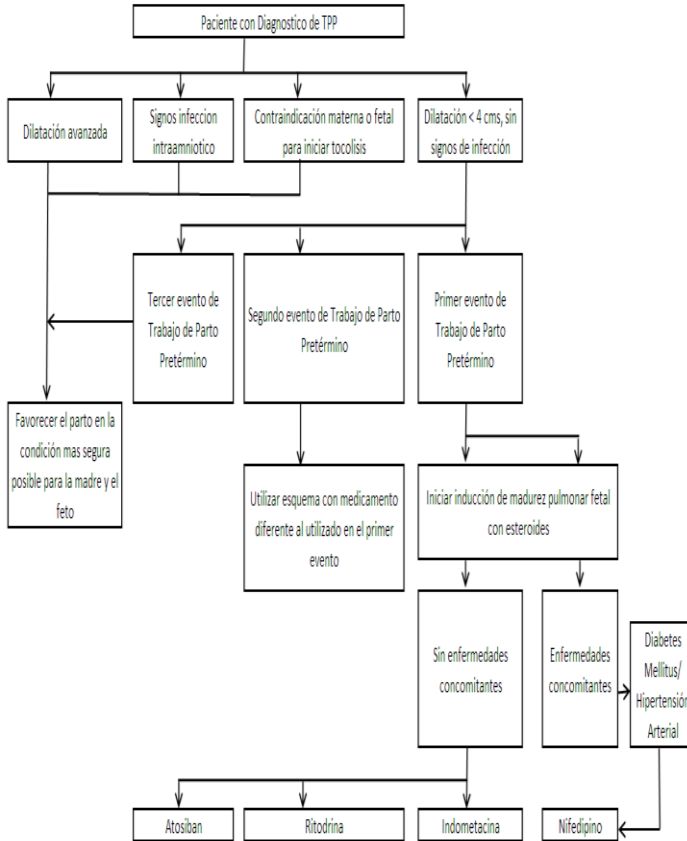 Paciente con Diagnostico de TPP
Dilatación avanzada
Signos infeccion
intraamniotico
Contraindicación materna o fetal
para iniciar tocolisis
Dilatación < 4 cms, sin
signos de infección
Tercer evento de
Trabajo de Parto
Pretérmino
Segundo evento de Trabajo de Parto
Pretérmino
Primer evento de
Trabajo de Parto
Pretérmino
Favorecer el parto en la
condición mas segura
posible para la madre y el
feto
Utilizar esquema con medicamento
diferente al utilizado en el primer
evento
Iniciar inducción de madurez pulmonar fetal
con esteroides
Sin enfermedades
concomitantes
Enfermedades
concomitantes
Diabetes
Mellitus/
Hipertensión
Arterial
Atosiban
Ritodrina
Indometacina
Nifedipino